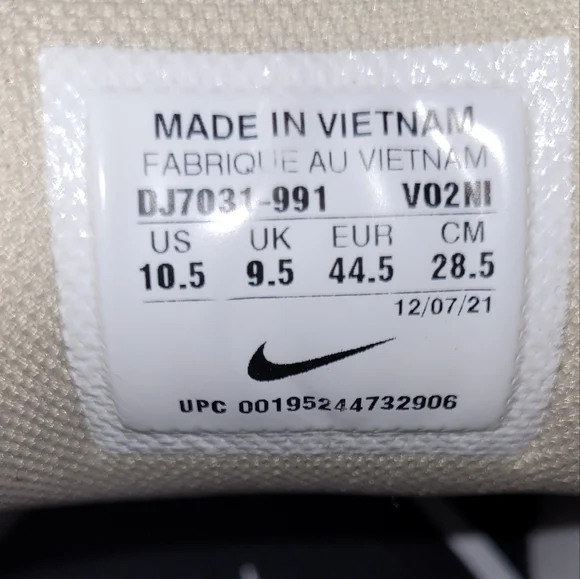 MADE IN VIETNAM
FABRIQUE AU VIETNAM
DJ7031-991 V02NI
US UK EUR CM
10.5 9.5 44.5 28.5
12/07/21
UPC 00195244732906